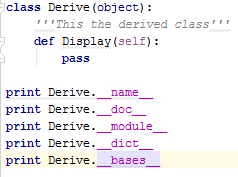 class Derive(object):
    '''This the derived class'''
    def Display(self):
        pass
print Derive.__name__
print Derive.__doc__
print Derive.__module__
print Derive.__dict__
print Derive.__bases__